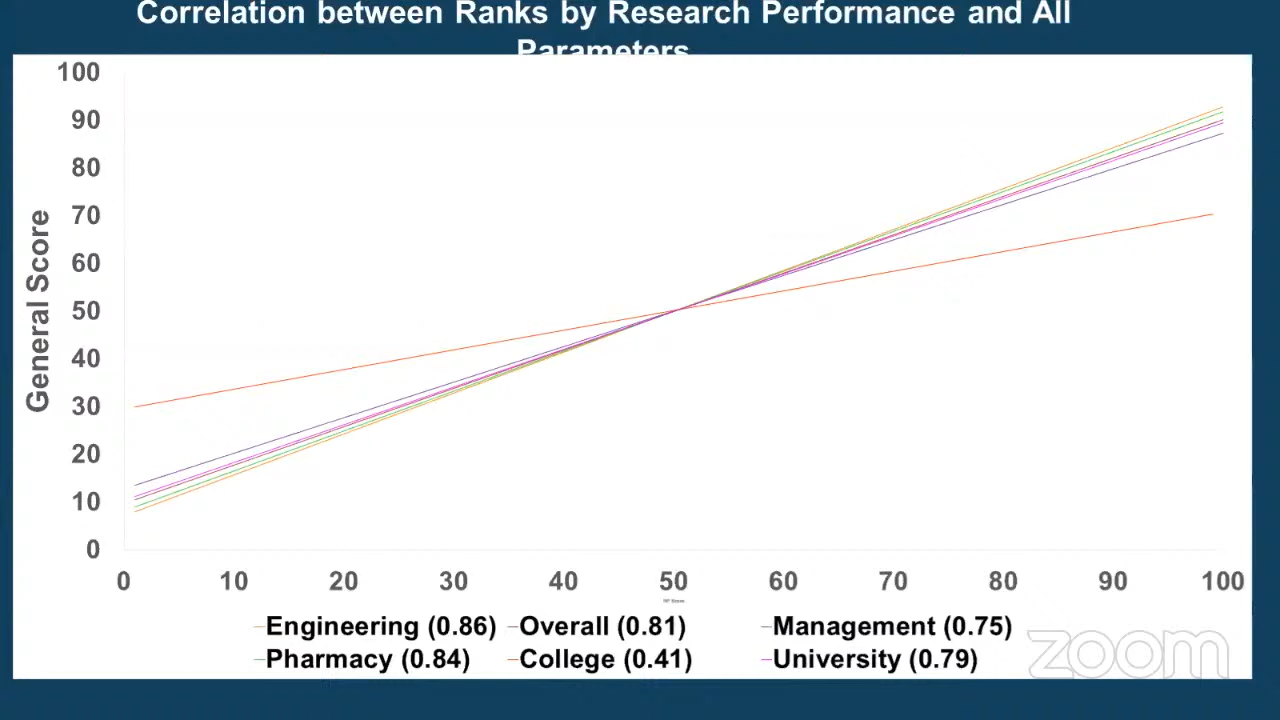 Correlation between Ranks by Research Performance and All
Parameters
100
90
80
70
60
50
40
30
20
10
0
General Score
0 10 20 30 40 50 60 70 80 90 100
Engineering (0.86) Overall (0.81) Management (0.75)
Pharmacy (0.84) College (0.41) University (0.79)
zoom